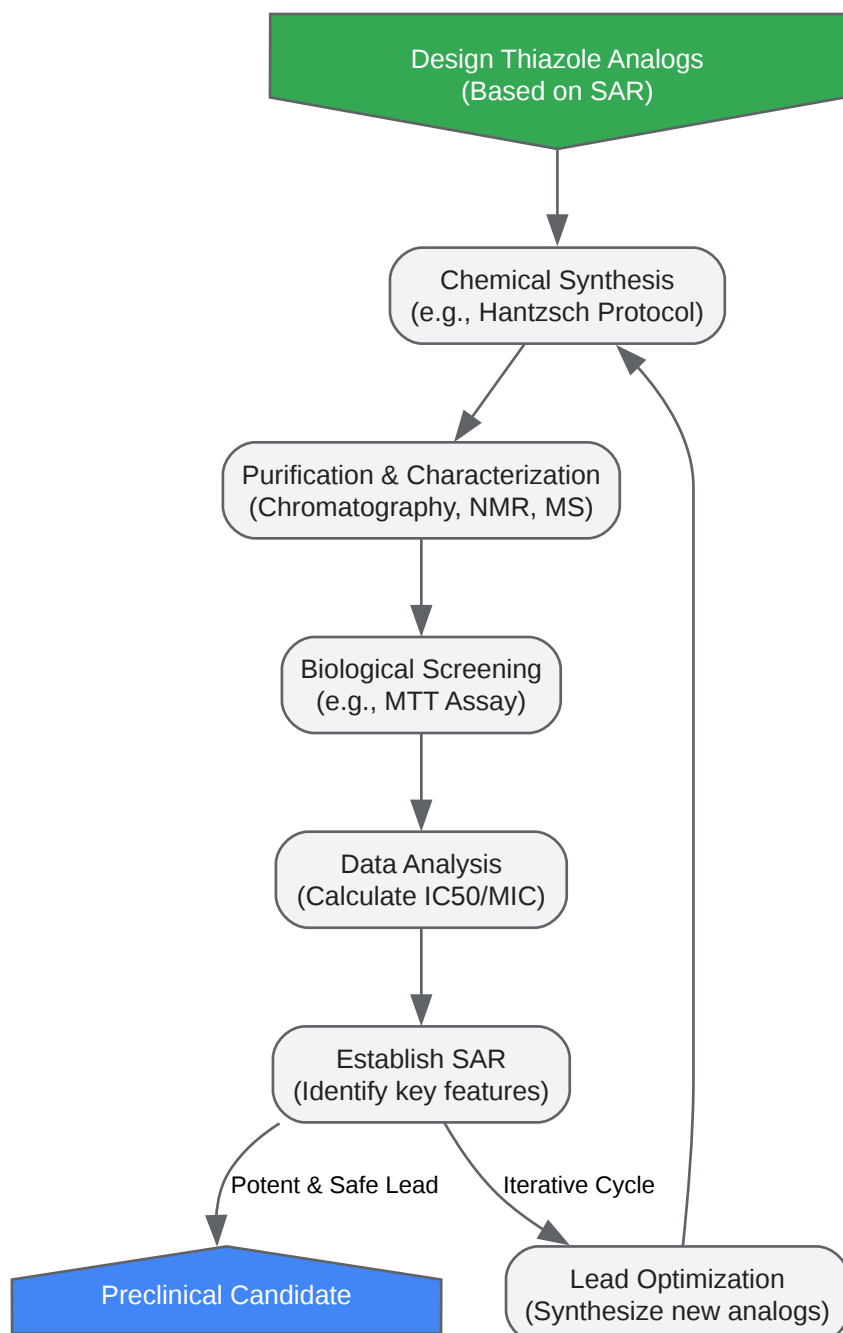 Design Thiazole Analogs
(Based on SAR)
Chemical Synthesis
(e.g., Hantzsch Protocol)
Purification & Characterization
(Chromatography, NMR, MS)
Biological Screening
(e.g., MTT Assay)
Data Analysis
(Calculate IC50/MIC)
Establish SAR
(Identify key features)
Potent & Safe Lead
Iterative Cycle
Preclinical Candidate
Lead Optimization
(Synthesize new analogs)